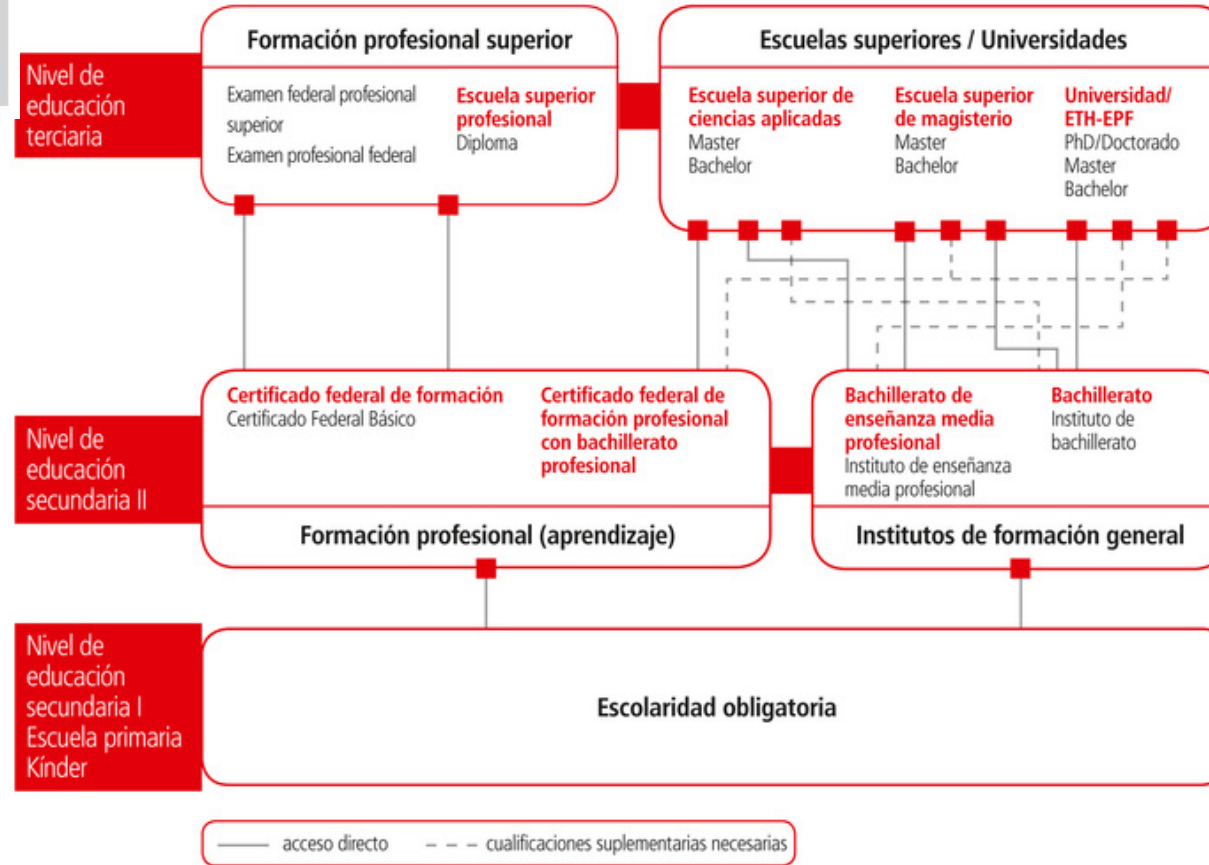 Nivel de
educación
terciaria
Formación profesional superior
Examen federal profesional
superior
Examen profesional federal
Escuela superior
profesional
Diploma
Escuelas superiores / Universidades
Escuela superior de
ciencias aplicadas
Master
Bachelor
Escuela superior
de magisterio
Master
Bachelor
Universidad/
ETH-EPF
PhD/Doctorado
Master
Bachelor
Nivel de
educación
secundaria II
Certificado federal de formación
Certificado Federal Básico
Certificado federal de
formación profesional
con bachillerato
profesional
Formación profesional (aprendizaje)
Bachillerato de
enseñanza media
profesional
Instituto de enseñanza
media profesional
Bachillerato
Instituto de
bachillerato
Institutos de formación general
Nivel de
educación
secundaria I
Escuela primaria
Kínder
Escolaridad obligatoria
acceso directo
cualificaciones suplementarias necesarias